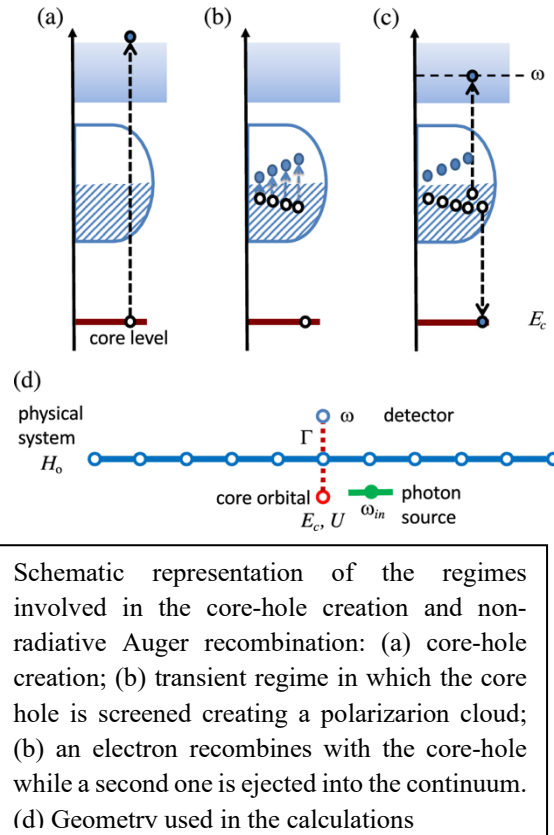 (a) (b) (c)
ω
core level
E_c
(d)
physical system H_o
ω detector
Γ
core orbital
E_c, U
ω_in
photon source
Schematic representation of the regimes
involved in the core-hole creation and non-
radiative Auger recombination: (a) core-hole
creation; (b) transient regime in which the core
hole is screened creating a polarizarion cloud;
(b) an electron recombines with the core-hole
while a second one is ejected into the continuum.
(d) Geometry used in the calculations